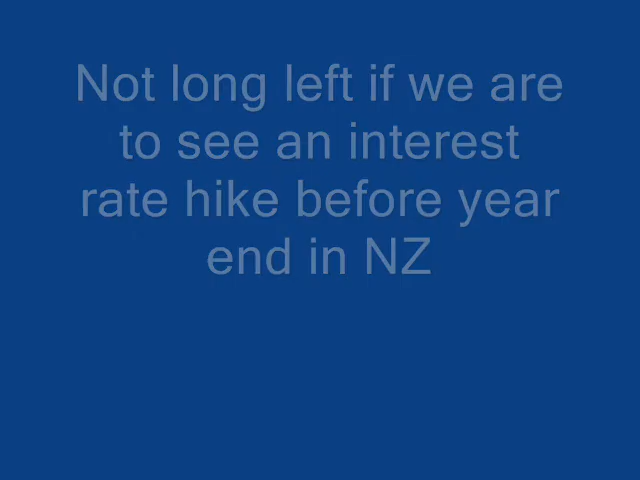 Not long left if we are
to see an interest
rate hike before year
end in NZ